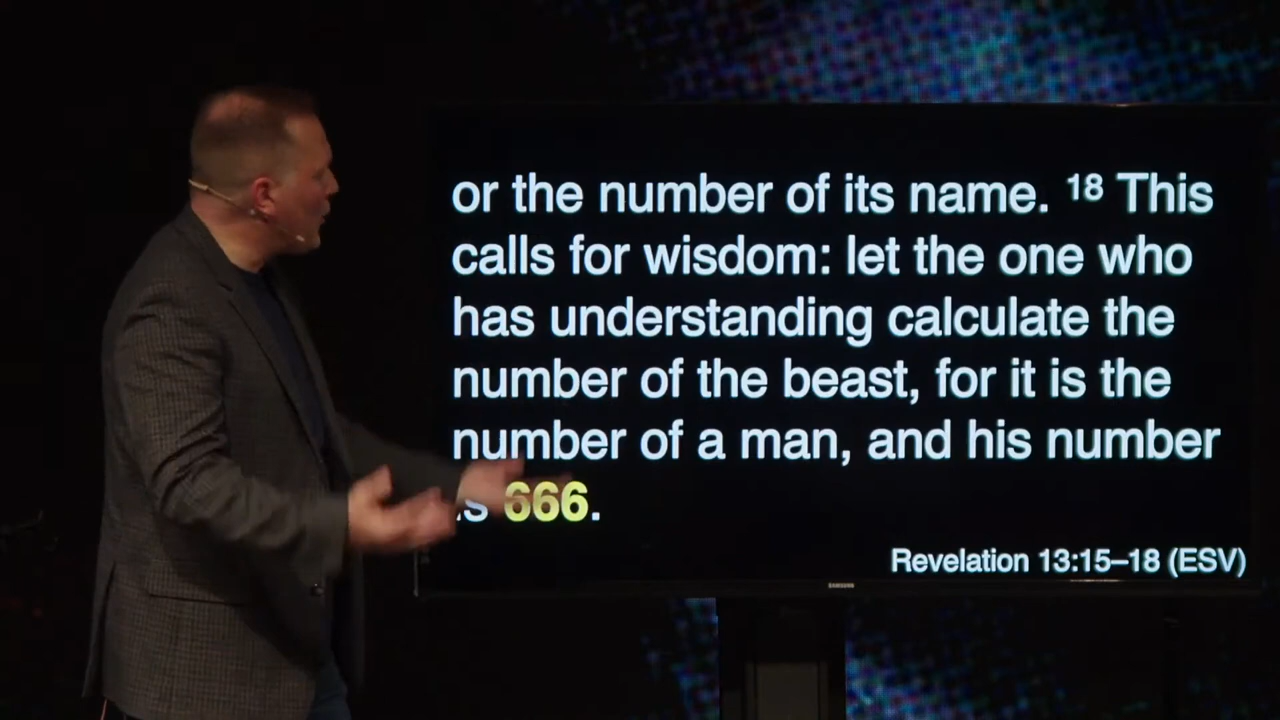 or the number of its name. ¹⁸ This
calls for wisdom: let the one who
has understanding calculate the
number of the beast, for it is the
number of a man, and his number
is 666.
Revelation 13:15–18 (ESV)
SAMSUNG